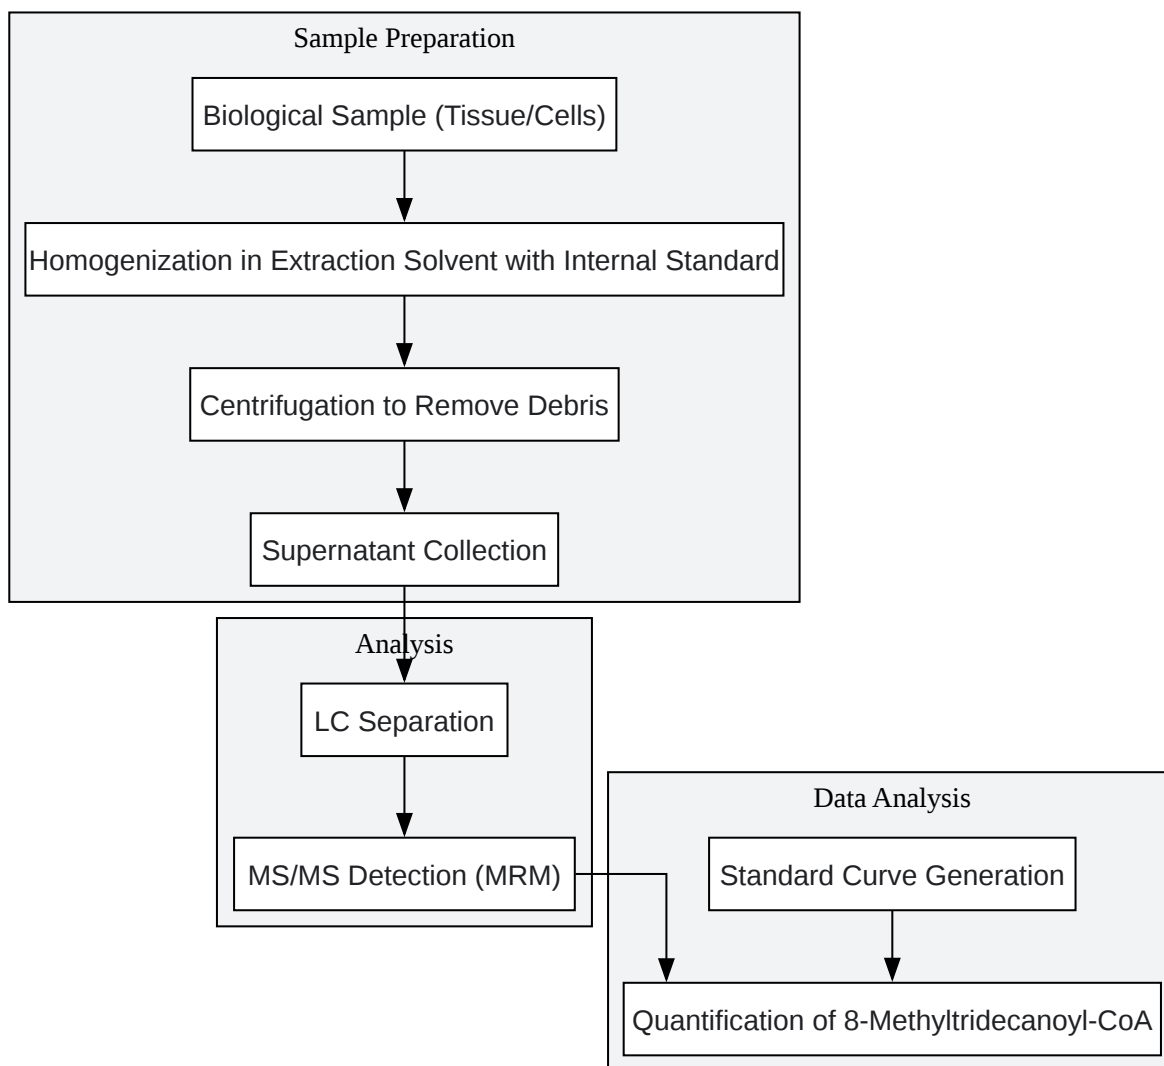 Sample Preparation
Biological Sample (Tissue/Cells)
Homogenization in Extraction Solvent with Internal Standard
Centrifugation to Remove Debris
Supernatant Collection
Analysis
LC Separation
MS/MS Detection (MRM)
Data Analysis
Standard Curve Generation
Quantification of 8-Methyltridecanoyl-CoA